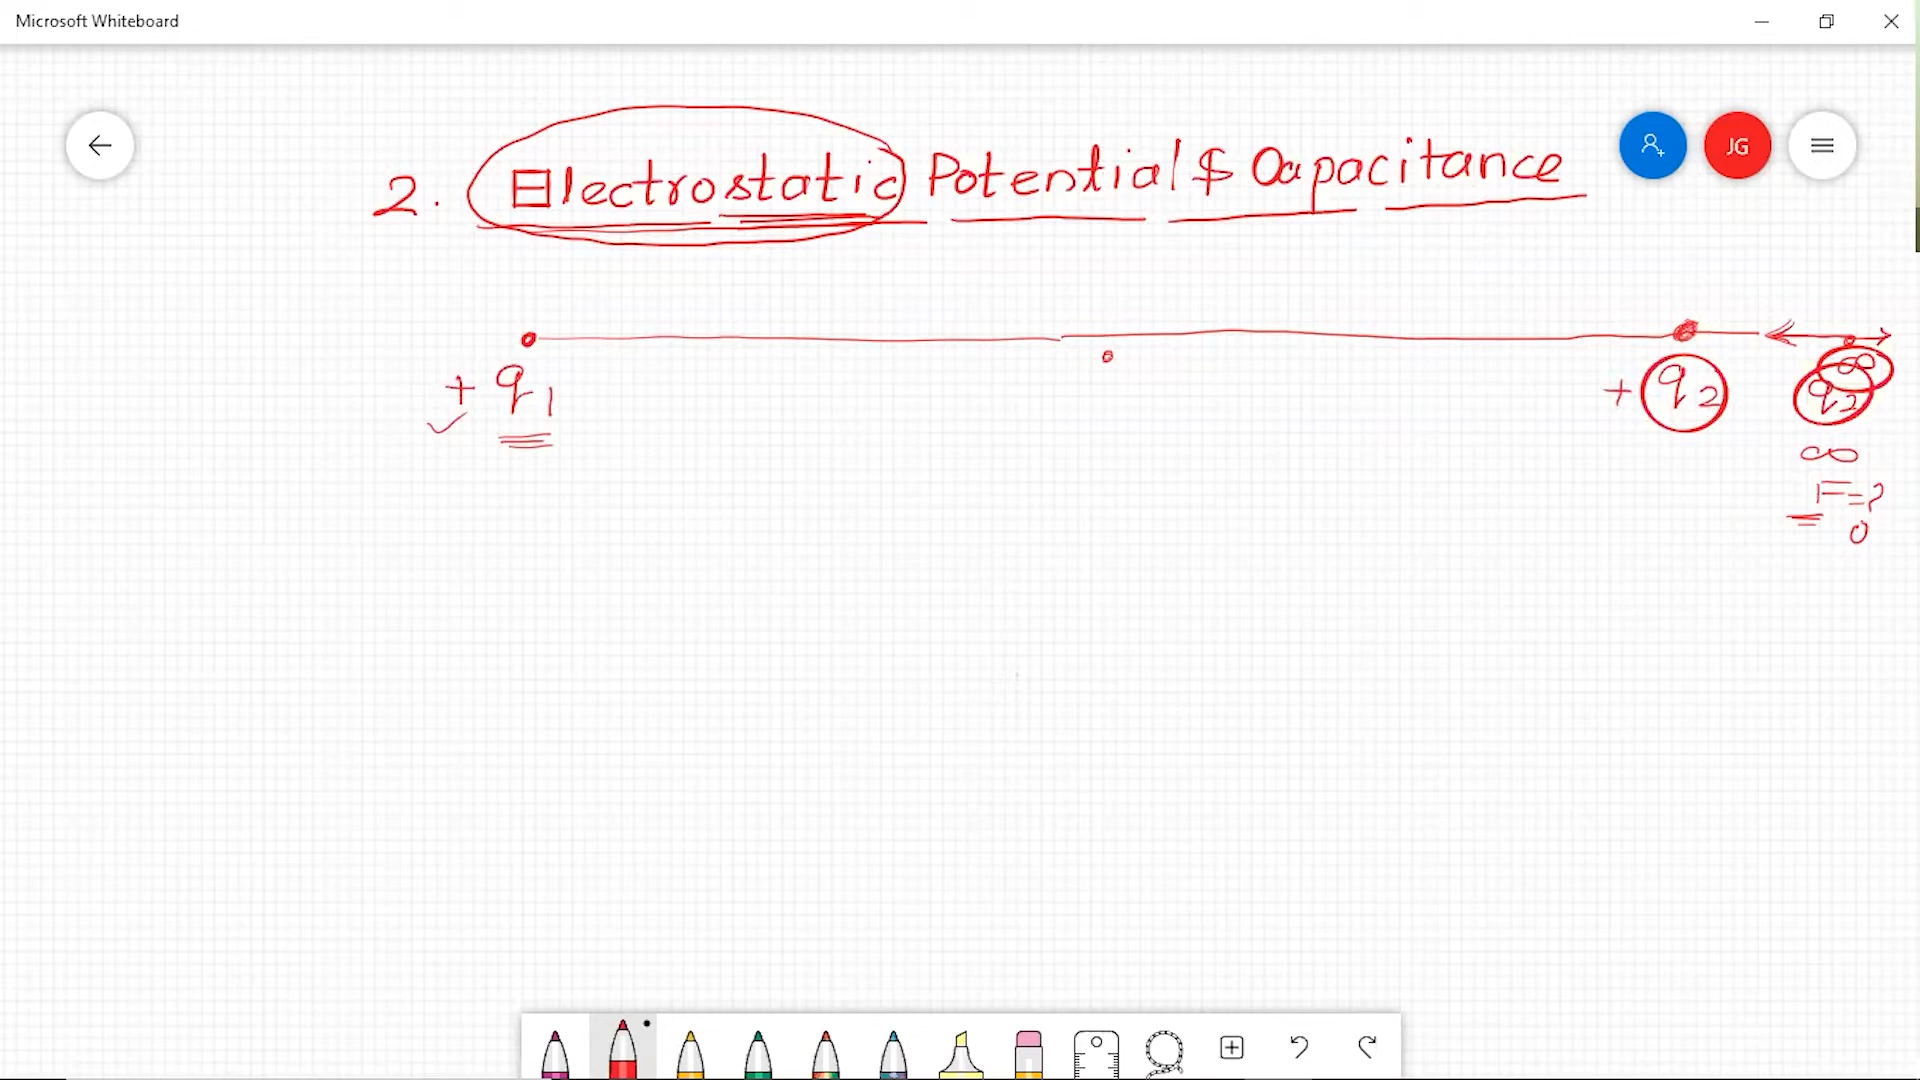 Microsoft Whiteboard
JG
2. Electrostatic Potential $ Capacitance
+ q1
+ q2
∞
q2
∞
F=?
0